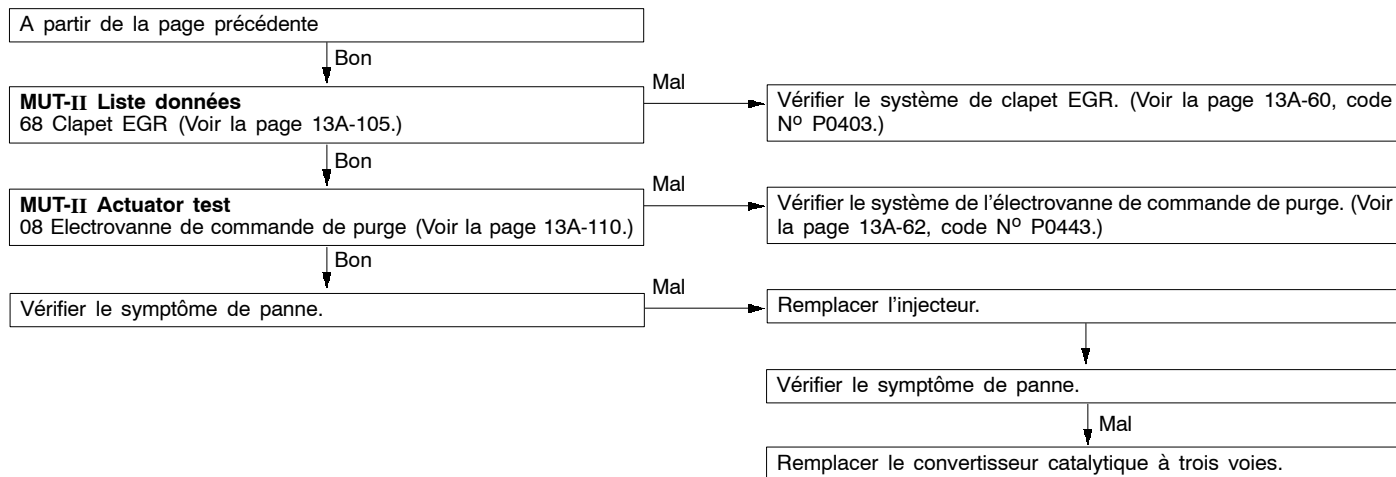 A partir de la page précédente
Bon
Mal
MUT-II Liste données
68 Clapet EGR (Voir la page 13A-105.)
Vérifier le système de clapet EGR. (Voir la page 13A-60, code
Nº P0403.)
Bon
Mal
MUT-II Actuator test
08 Electrovanne de commande de purge (Voir la page 13A-110.)
Vérifier le système de l'électrovanne de commande de purge. (Voir
la page 13A-62, code Nº P0443.)
Bon
Mal
Vérifier le symptôme de panne.
Remplacer l'injecteur.
Vérifier le symptôme de panne.
Mal
Remplacer le convertisseur catalytique à trois voies.